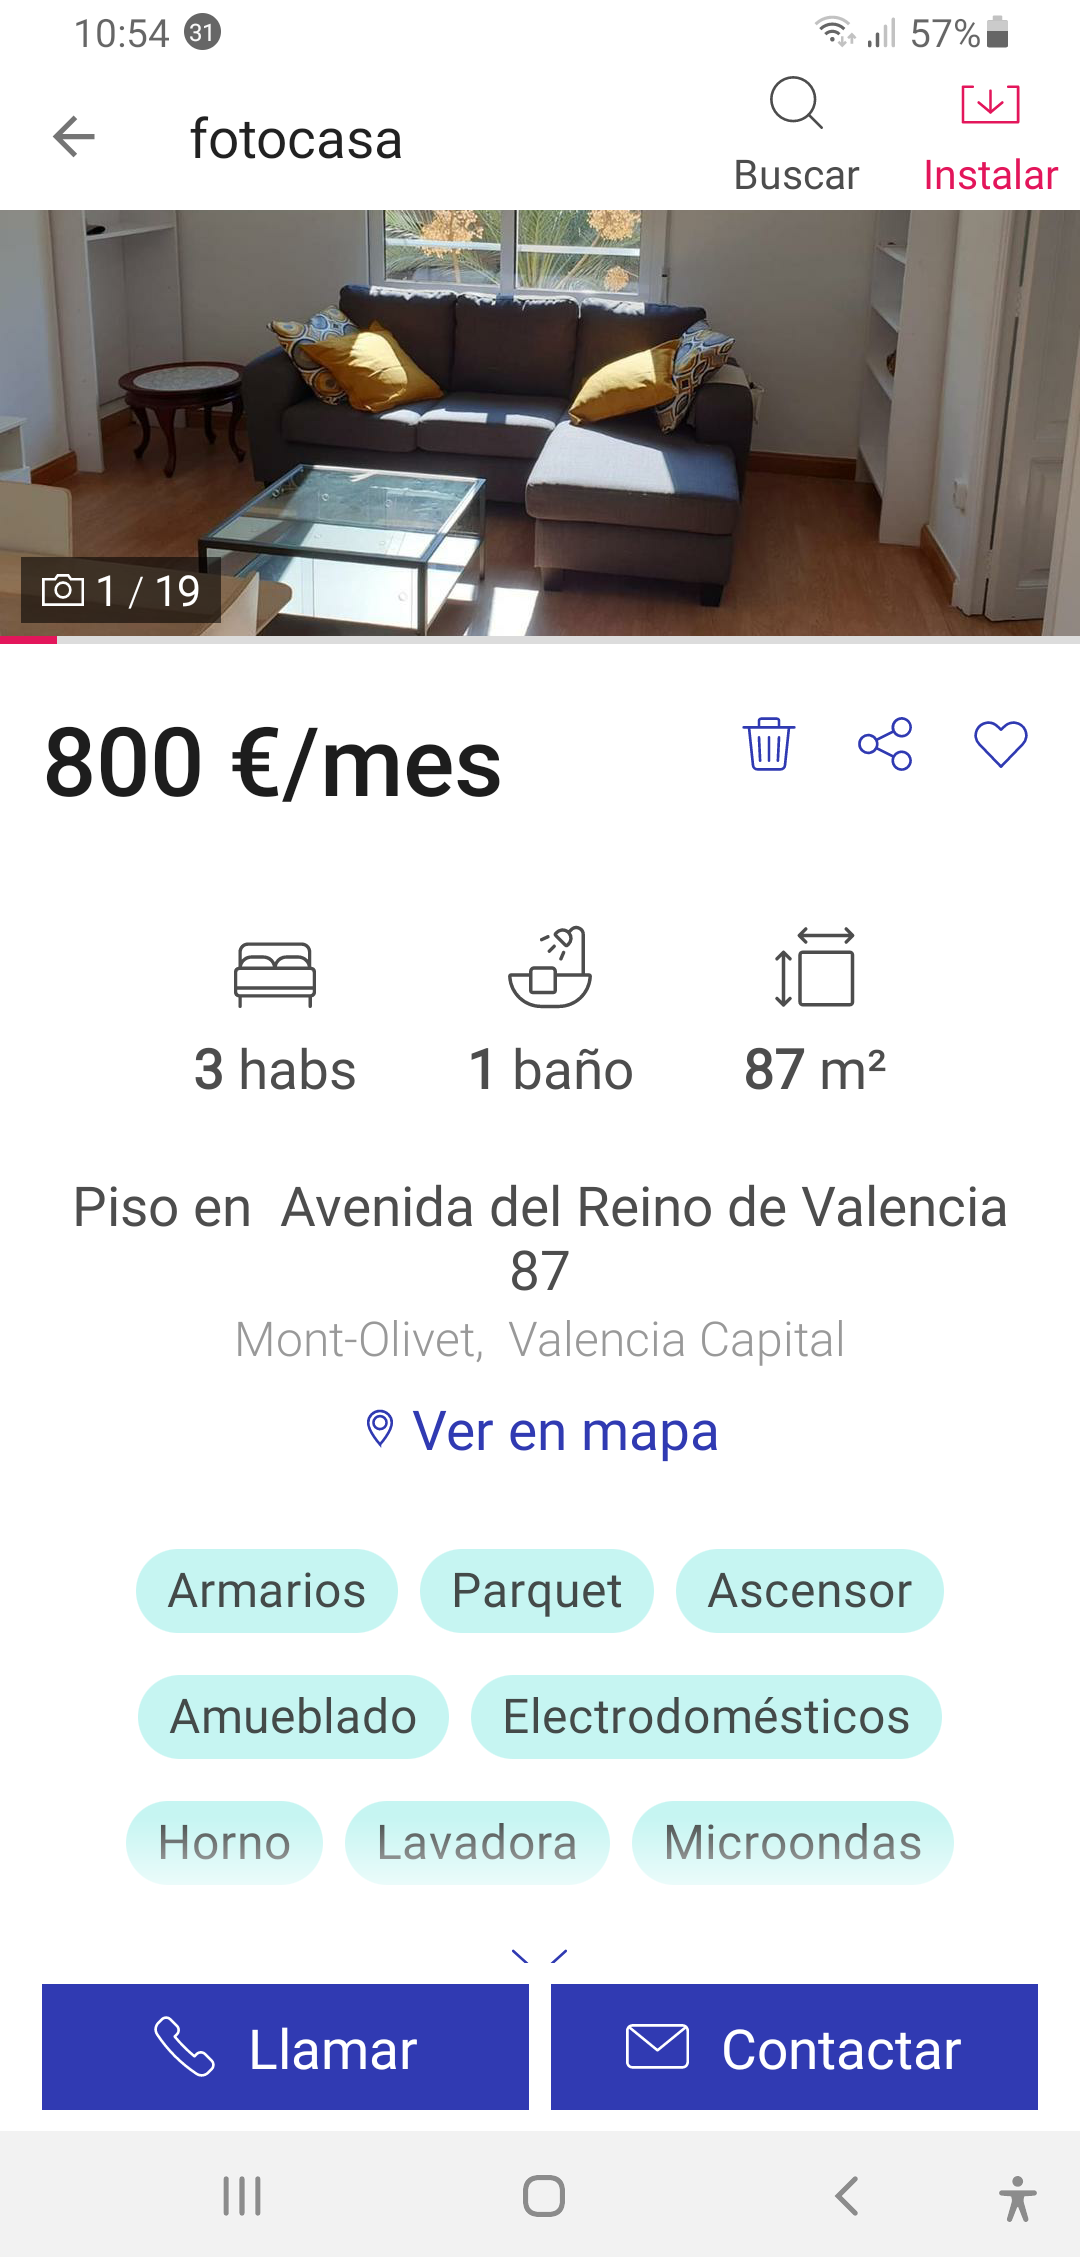 10:54 31 57%
fotocasa
Buscar
Instalar
1 / 19
800 €/mes
3 habs
1 baño
87 m²
Piso en Avenida del Reino de Valencia
87
Mont-Olivet, Valencia Capital
Ver en mapa
Armarios Parquet Ascensor
Amueblado Electrodomésticos
Horno Lavadora Microondas
Llamar Contactar